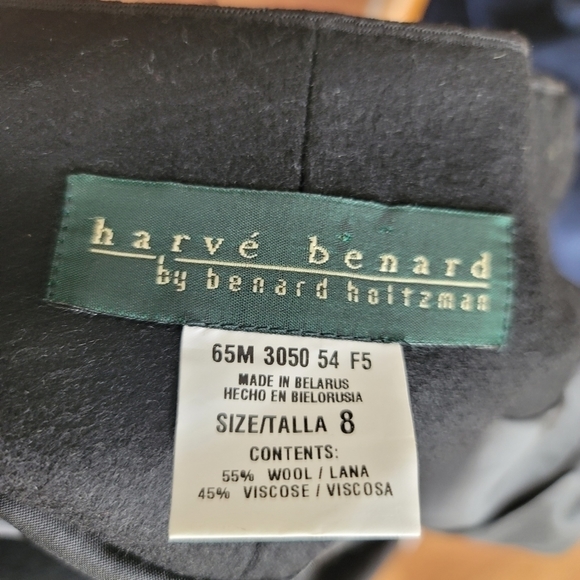 harvé benard
by benard holtzman
65M 3050 54 F5
MADE IN BELARUS
HECHO EN BIELORUSIA
SIZE/TALLA 8
CONTENTS:
55% WOOL / LANA
45% VISCOSE / VISCOSA